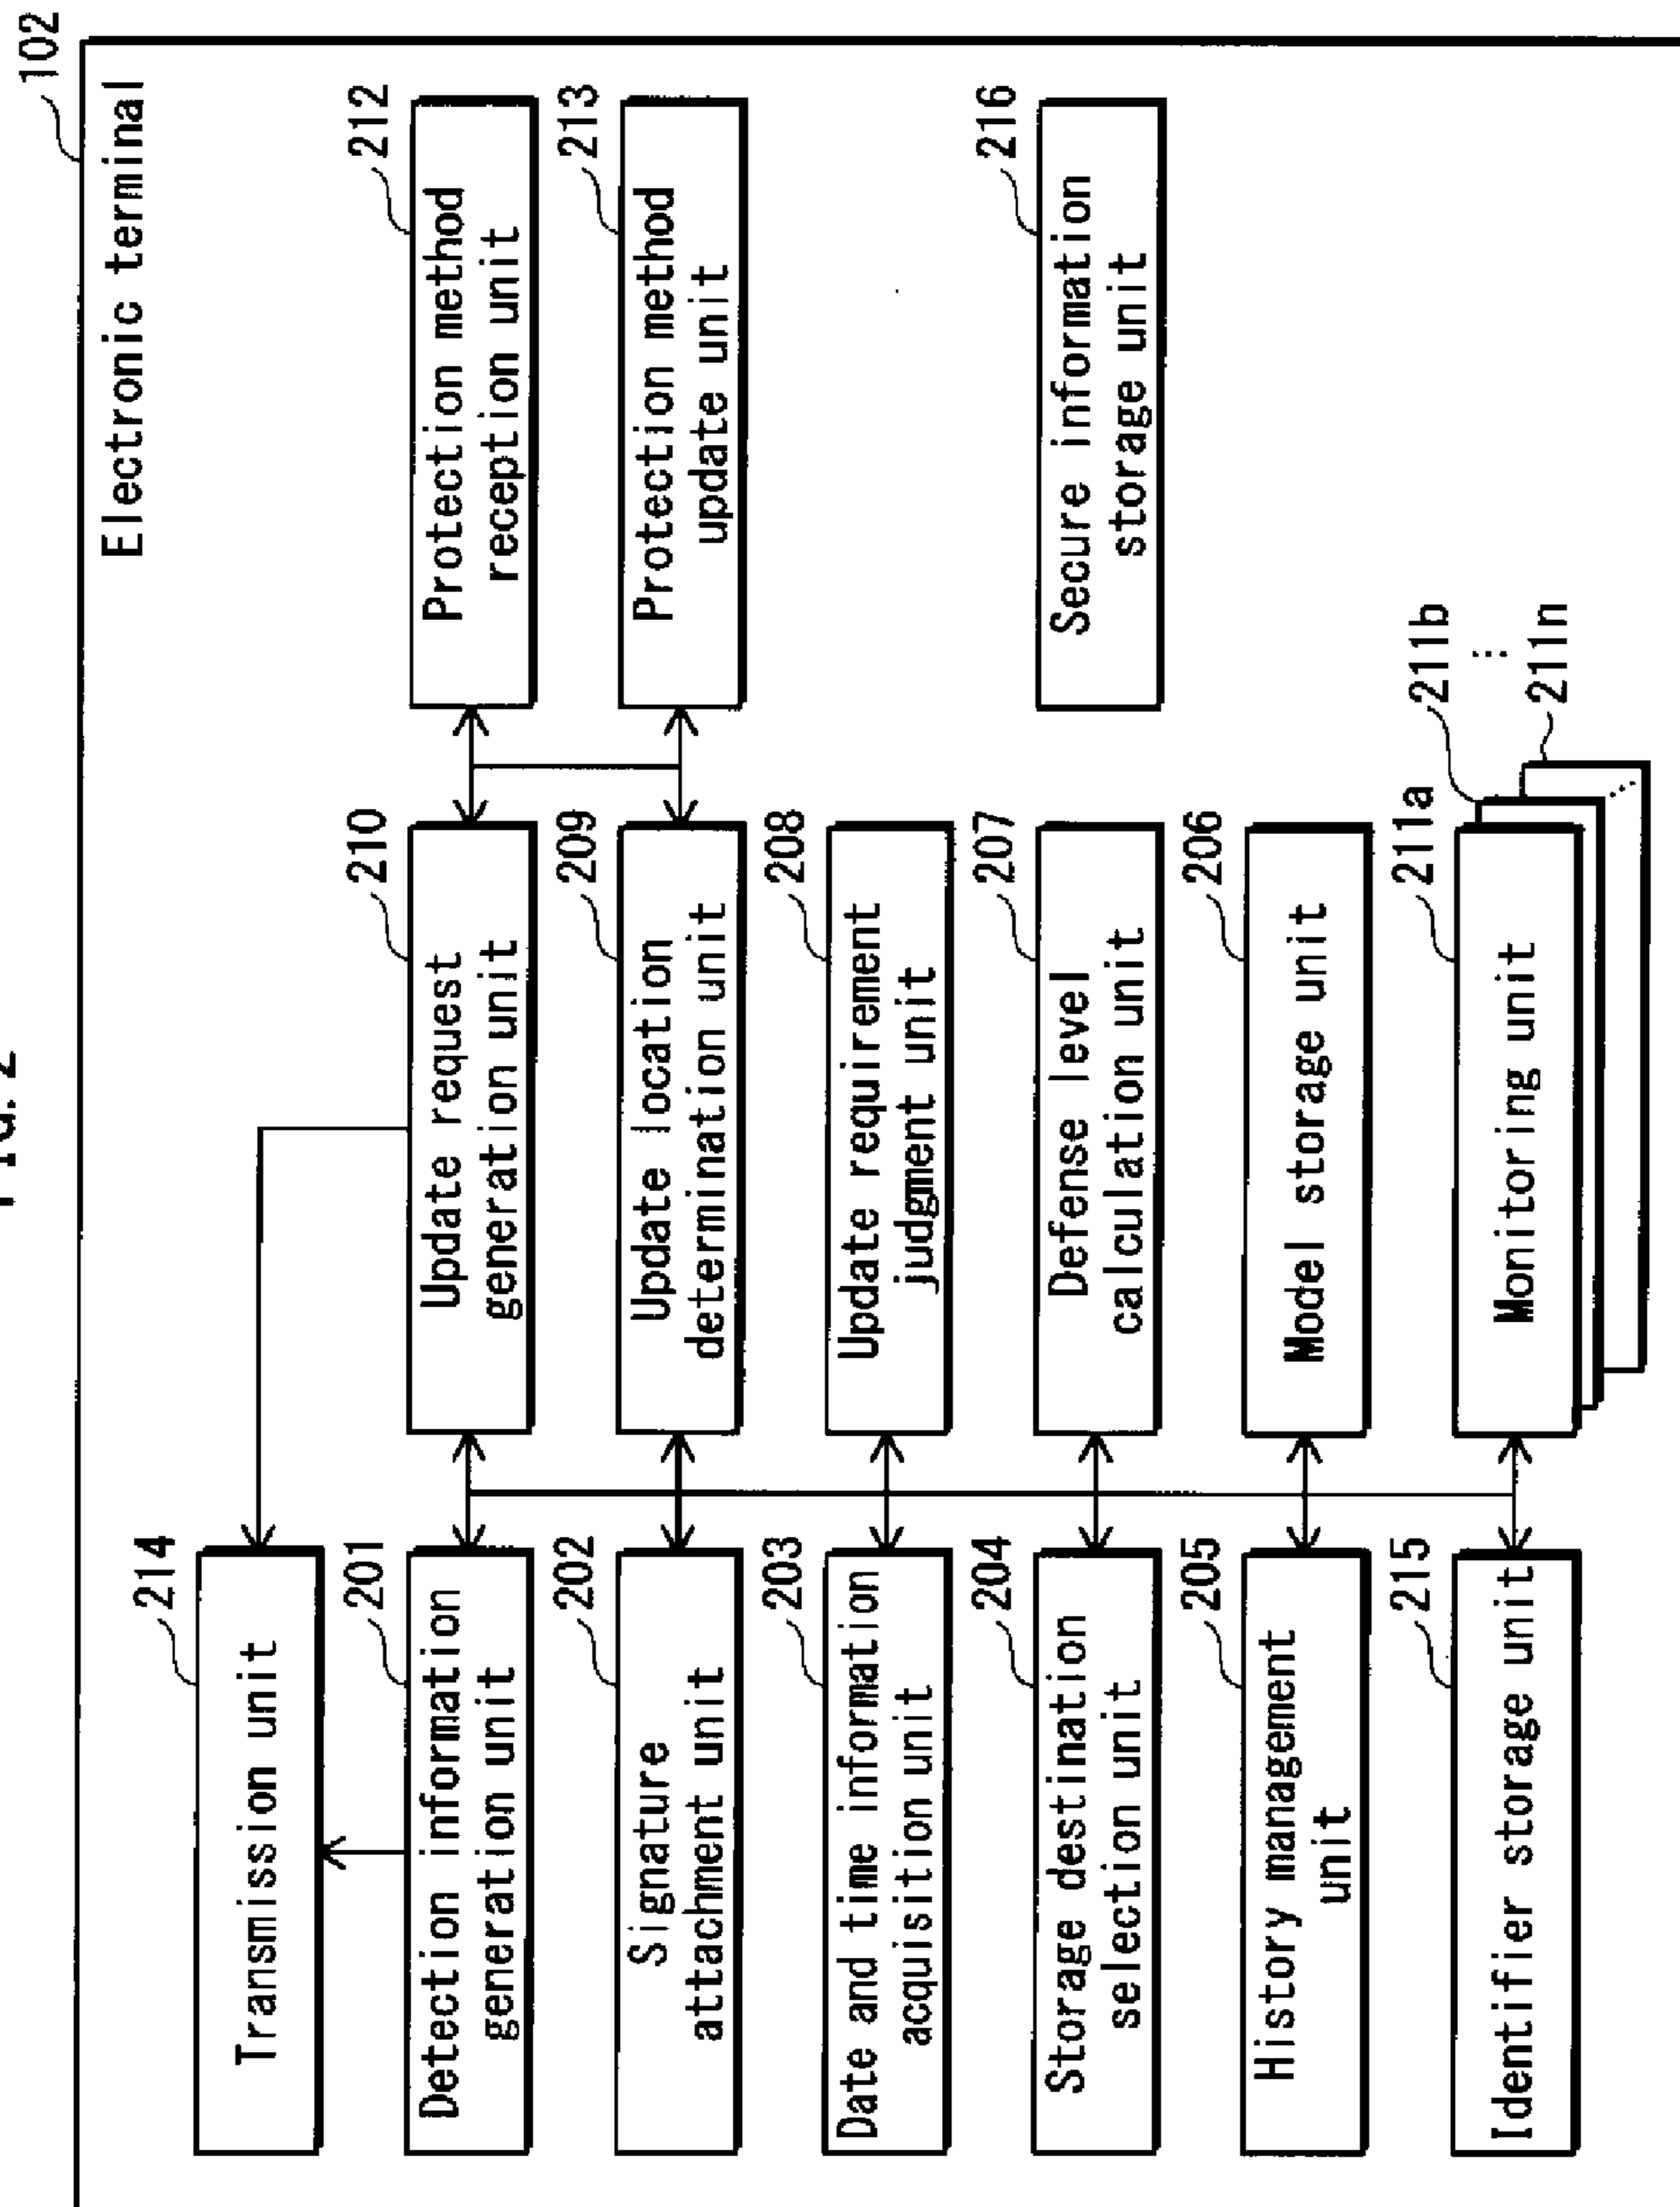 FIG. 2
102
Electronic terminal
214
Transmission unit
201
Detection information
generation unit
202
Signature
attachment unit
203
Date and time information
acquisition unit
204
Storage destination
selection unit
205
History management
unit
215
Identifier storage unit
210
Update request
generation unit
209
Update location
determination unit
208
Update requirement
judgment unit
207
Defense level
calculation unit
206
Model storage unit
211a
Monitoring unit
211b
...
211n
212
Protection method
reception unit
213
Protection method
update unit
216
Secure information
storage unit